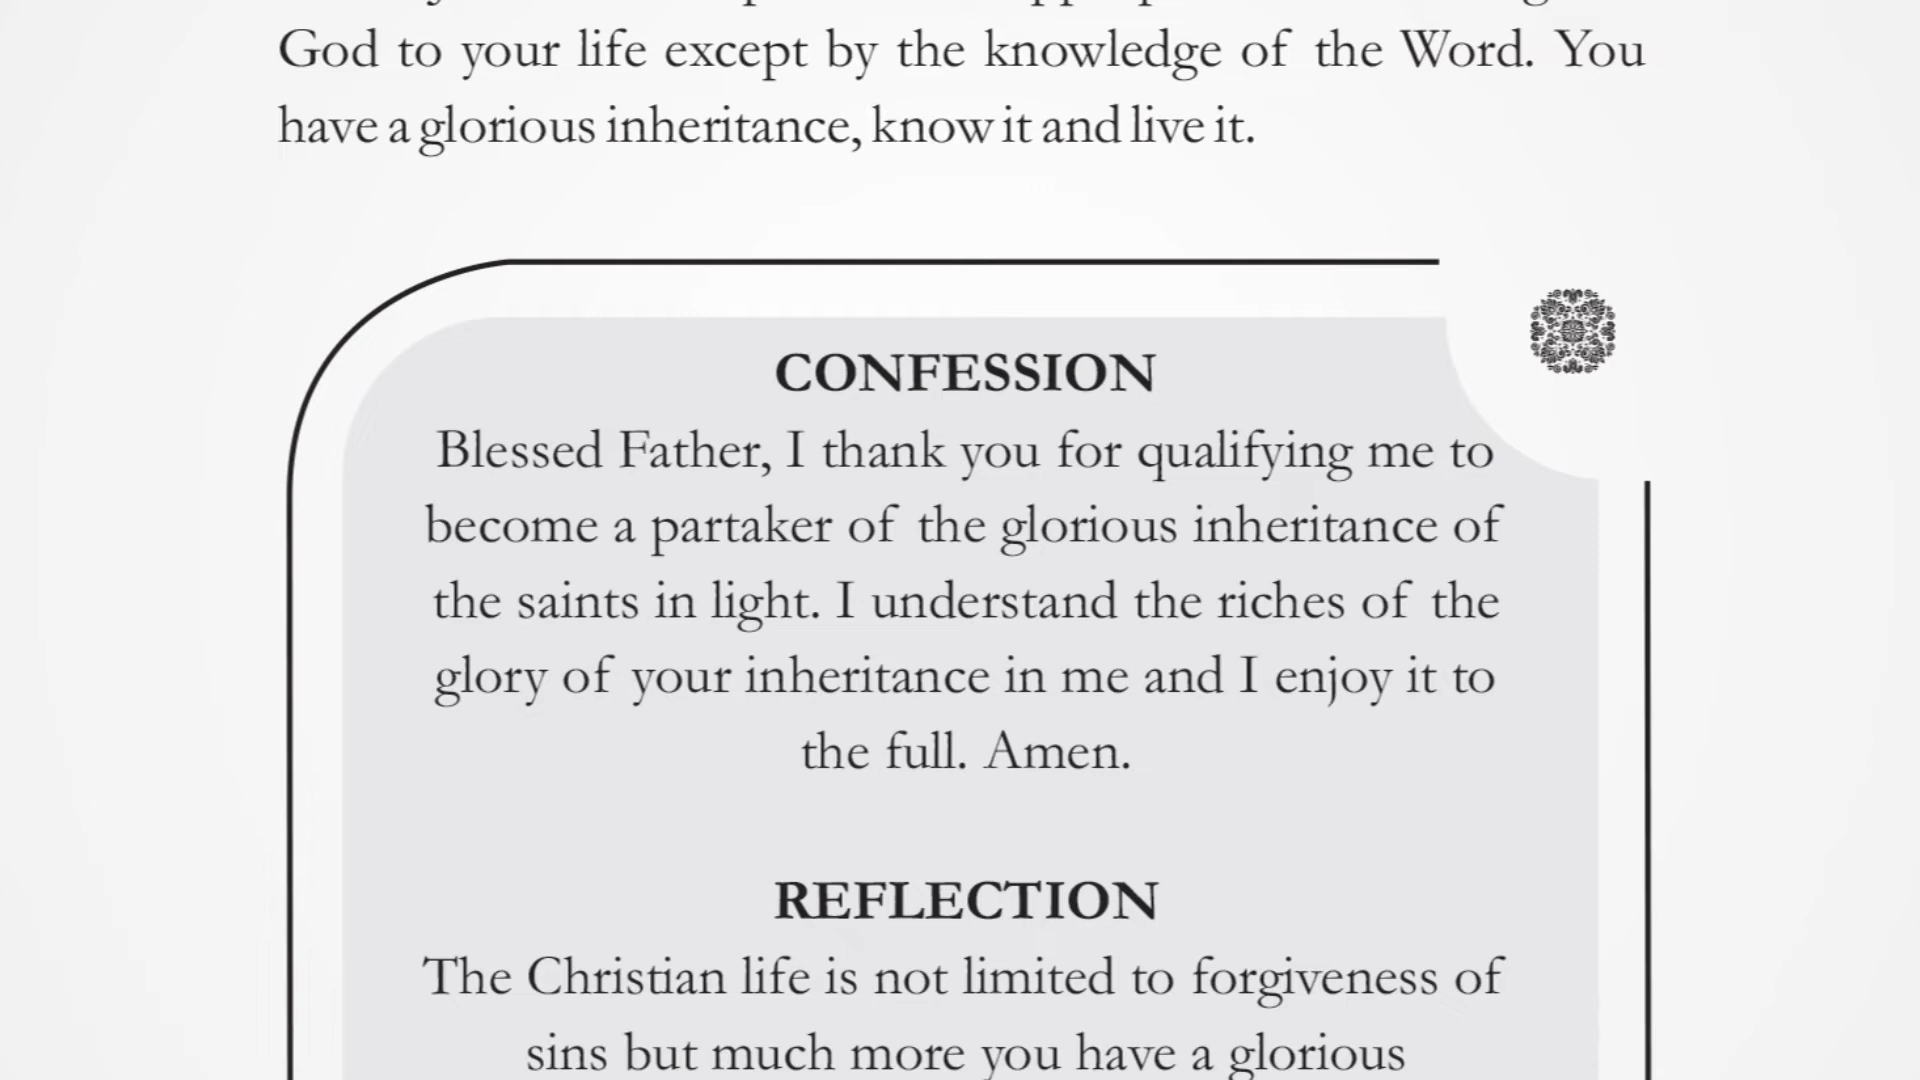 God to your life except by the knowledge of the Word. You
have a glorious inheritance, know it and live it.
CONFESSION
Blessed Father, I thank you for qualifying me to
become a partaker of the glorious inheritance of
the saints in light. I understand the riches of the
glory of your inheritance in me and I enjoy it to
the full. Amen.
REFLECTION
The Christian life is not limited to forgiveness of
sins but much more you have a glorious